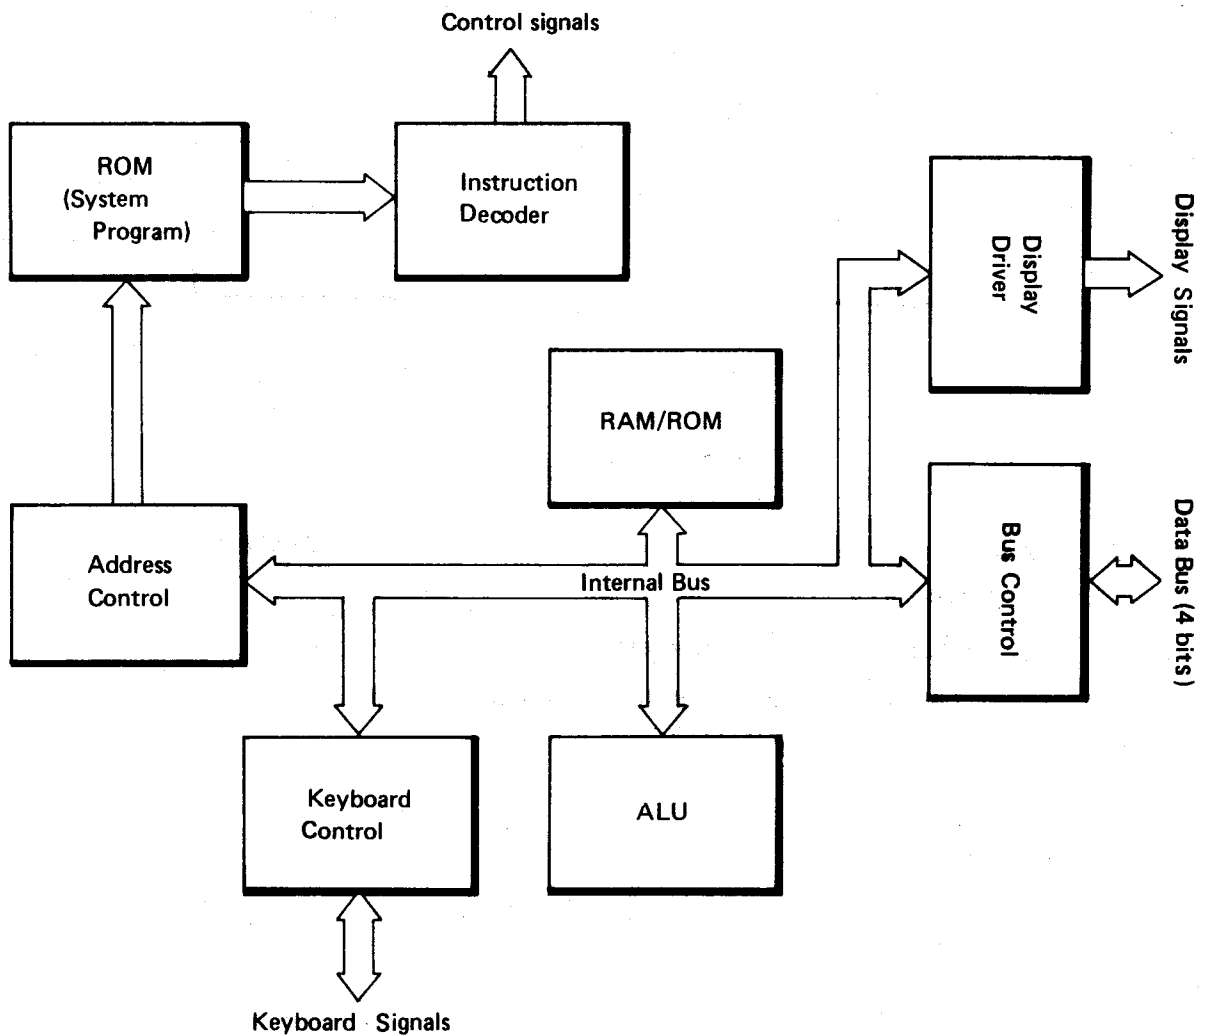 Control signals
ROM
(System
Program)
Instruction
Decoder
Display
Driver
Display Signals
RAM/ROM
Address
Control
Internal Bus
Bus Control
Data Bus (4 bits)
Keyboard
Control
ALU
Keyboard Signals